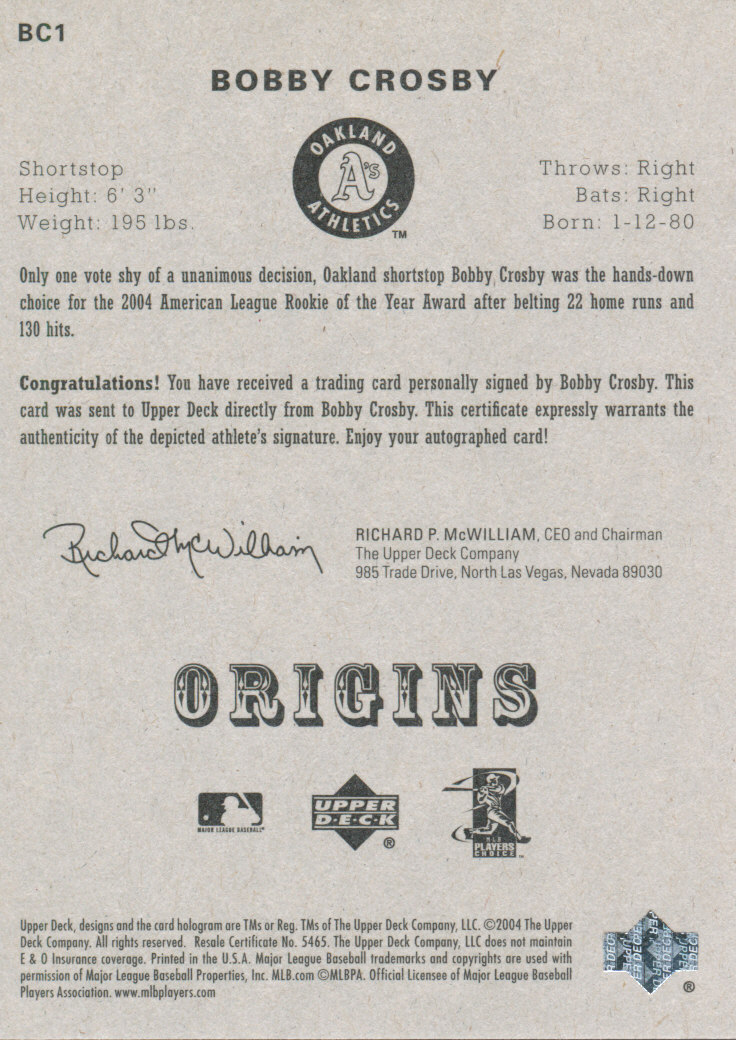 BC1
BOBBY CROSBY
OAKLAND
A's
ATHLETICS
TM
Shortstop
Height: 6' 3"
Weight: 195 lbs.
Throws: Right
Bats: Right
Born: 1-12-80
Only one vote shy of a unanimous decision, Oakland shortstop Bobby Crosby was the hands-down
choice for the 2004 American League Rookie of the Year Award after belting 22 home runs and
130 hits.
Congratulations! You have received a trading card personally signed by Bobby Crosby. This
card was sent to Upper Deck directly from Bobby Crosby. This certificate expressly warrants the
authenticity of the depicted athlete's signature. Enjoy your autographed card!
Richard McWilliam
RICHARD P. McWILLIAM, CEO and Chairman
The Upper Deck Company
985 Trade Drive, North Las Vegas, Nevada 89030
ORIGINS
MAJOR LEAGUE BASEBALL®
UPPER
D·E·C·K
®
MLB
PLAYERS
CHOICE
TM
Upper Deck, designs and the card hologram are TMs or Reg. TMs of The Upper Deck Company, LLC. ©2004 The Upper
Deck Company. All rights reserved. Resale Certificate No. 5465. The Upper Deck Company, LLC does not maintain
E & O Insurance coverage. Printed in the U.S.A. Major League Baseball trademarks and copyrights are used with
permission of Major League Baseball Properties, Inc. MLB.com ©MLBPA. Official Licensee of Major League Baseball
Players Association. www.mlbplayers.com
®